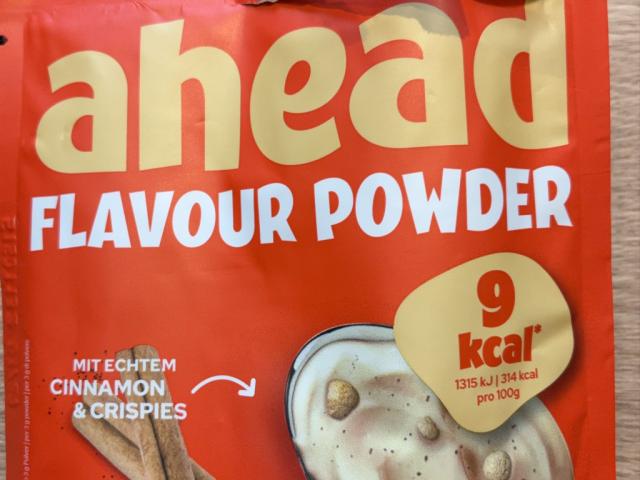 ahead
FLAVOUR POWDER
9
kcal*
1315 kJ | 314 kcal
pro 100g
MIT ECHTEM
CINNAMON
& CRISPIES